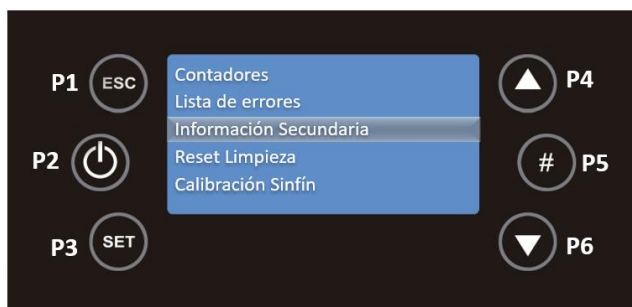 P1 ESC
Contadores
Lista de errores
Información Secundaria
Reset Limpieza
Calibración Sinfín
P2
P3 SET
P4
# P5
P6